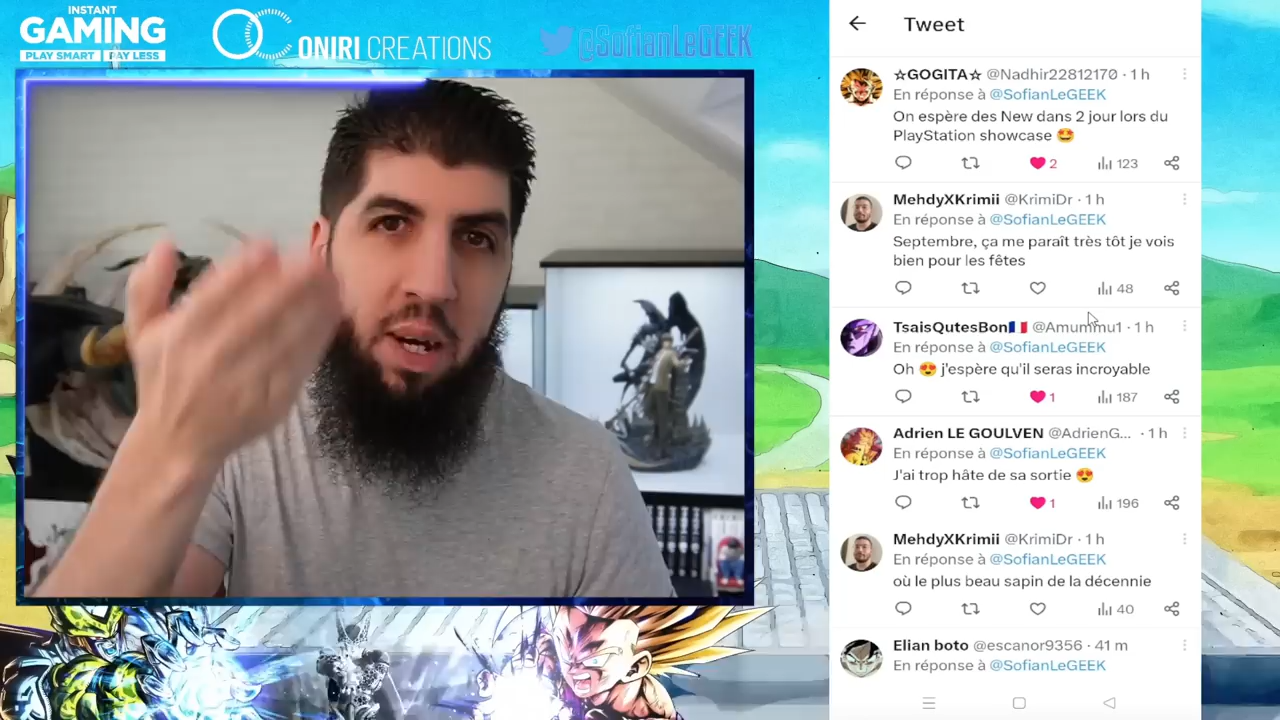 INSTANT
GAMING
PLAY SMART PAY LESS
ONIRI CREATIONS
@SofianLeGEEK
Tweet
☆GOGITA☆ @Nadhir22812170 · 1 h
En réponse à @SofianLeGEEK
On espère des New dans 2 jour lors du
PlayStation showcase 🤩
2 123
MehdyXKrimii @KrimiDr · 1 h
En réponse à @SofianLeGEEK
Septembre, ça me paraît très tôt je vois
bien pour les fêtes
48
TsaisQutesBon🇫🇷 @Amummu1 · 1 h
En réponse à @SofianLeGEEK
Oh 😍 j'espère qu'il seras incroyable
1 187
Adrien LE GOULVEN @AdrienG... · 1 h
En réponse à @SofianLeGEEK
J'ai trop hâte de sa sortie 😍
1 196
MehdyXKrimii @KrimiDr · 1 h
En réponse à @SofianLeGEEK
où le plus beau sapin de la décennie
40
Elian boto @escanor9356 · 41 m
En réponse à @SofianLeGEEK